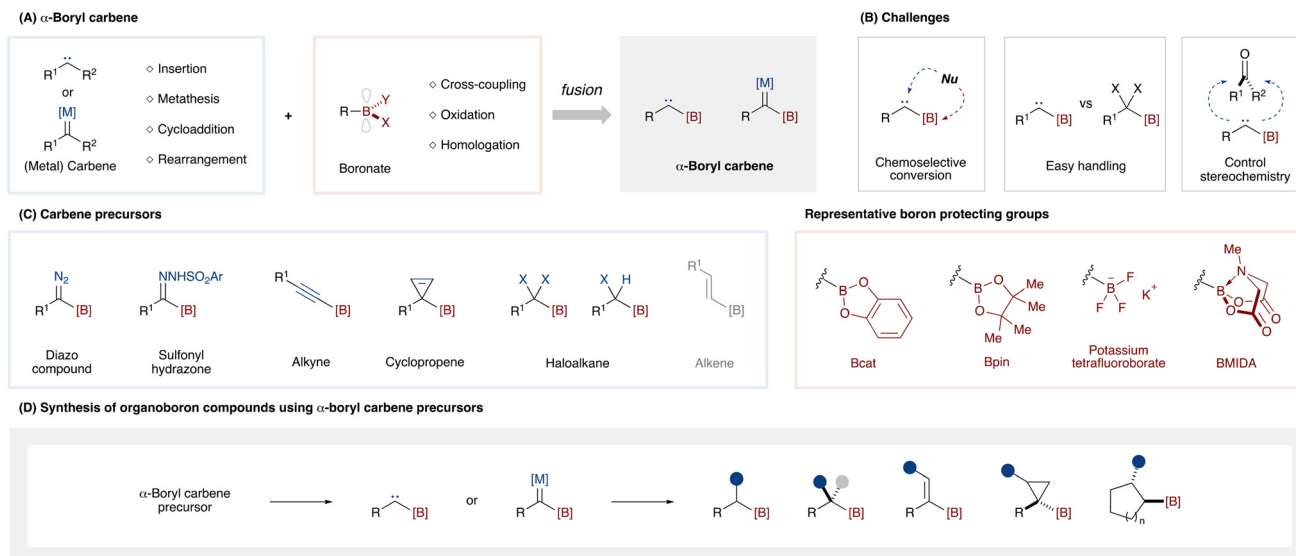 (A) α-Boryl carbene
R¹ R²
or
[M]
R¹ R²
(Metal) Carbene
◇ Insertion
◇ Metathesis
◇ Cycloaddition
◇ Rearrangement
+
R B Y
X
Boronate
◇ Cross-coupling
◇ Oxidation
◇ Homologation
fusion
R [B]
[M]
R [B]
α-Boryl carbene
(B) Challenges
Nu
R [B]
Chemoselective
conversion
R¹ [B]
vs
X X
R¹ [B]
Easy handling
O
R¹ R²
R [B]
Control
stereochemistry
(C) Carbene precursors
N₂
R¹ [B]
Diazo
compound
NNHSO₂Ar
R¹ [B]
Sulfonyl
hydrazone
R¹
[B]
Alkyne
R¹ [B]
Cyclopropene
X X
R¹ [B]
X H
R¹ [B]
Haloalkane
R¹
[B]
Alkene
Representative boron protecting groups
B
O O
Bcat
B O
O
Me
Me
Me
Me
Bpin
B⁻ F
F F
K⁺
Potassium
tetrafluoroborate
Me
N
B O
O O
O
BMIDA
(D) Synthesis of organoboron compounds using α-boryl carbene precursors
α-Boryl carbene
precursor
R [B]
or
[M]
R [B]
R [B]
R [B]
R [B]
R [B]
[B]
( )n